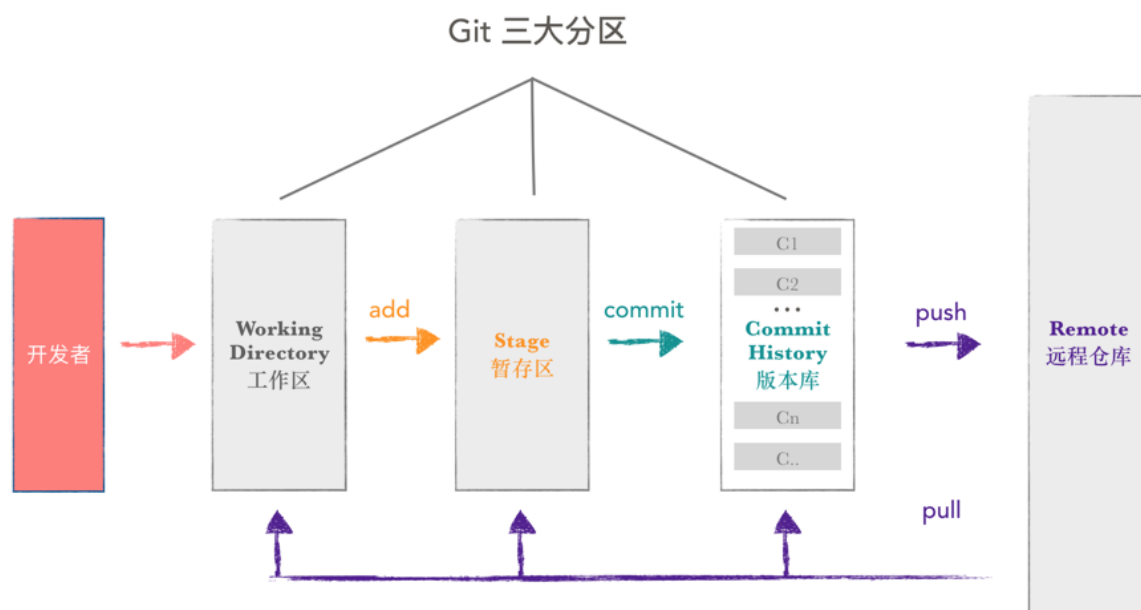 Git 三大分区
开发者
Working
Directory
工作区
add
Stage
暂存区
commit
C1
C2
...
Commit
History
版本库
Cn
C..
push
Remote
远程仓库
pull